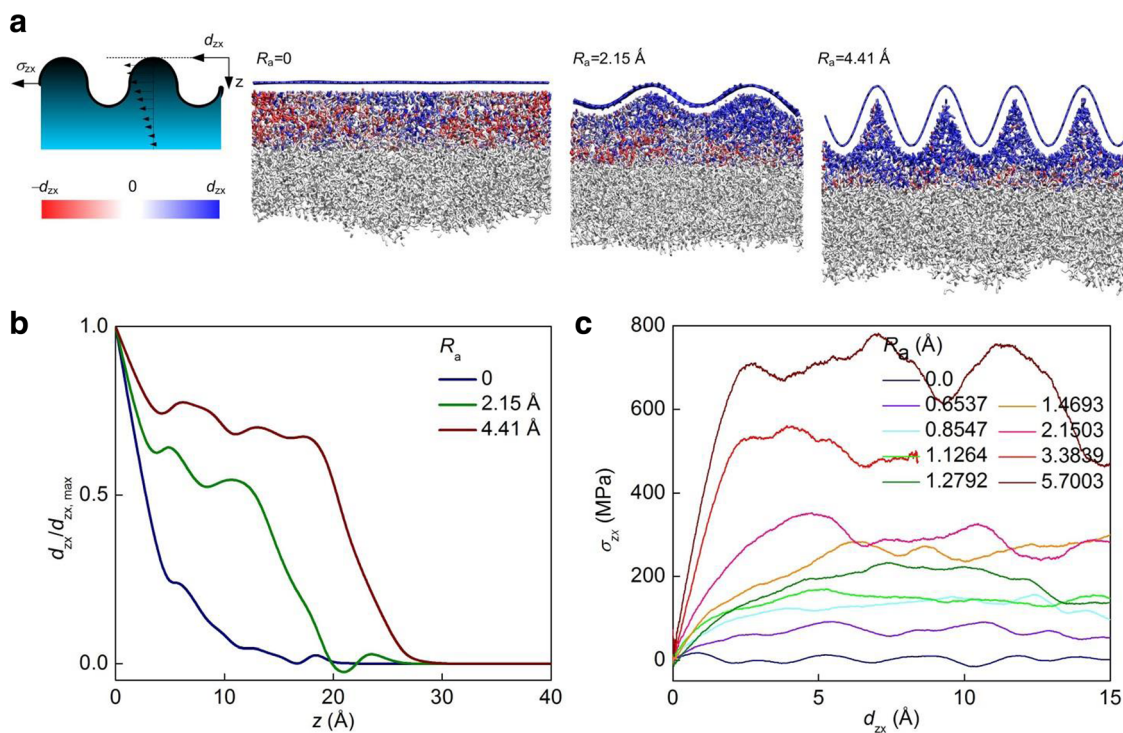 a
d_zx
σ_zx
z
−d_zx 0 d_zx
R_a=0
R_a=2.15 Å
R_a=4.41 Å
b
1.0
0.5
0.0
d_zx/d_zx, max
0 10 20 30 40
z (Å)
R_a
0
2.15 Å
4.41 Å
c
800
600
400
200
0
σ_zx (MPa)
0 5 10 15
d_zx (Å)
R_a (Å)
0.0
0.6537 1.4693
0.8547 2.1503
1.1264 3.3839
1.2792 5.7003